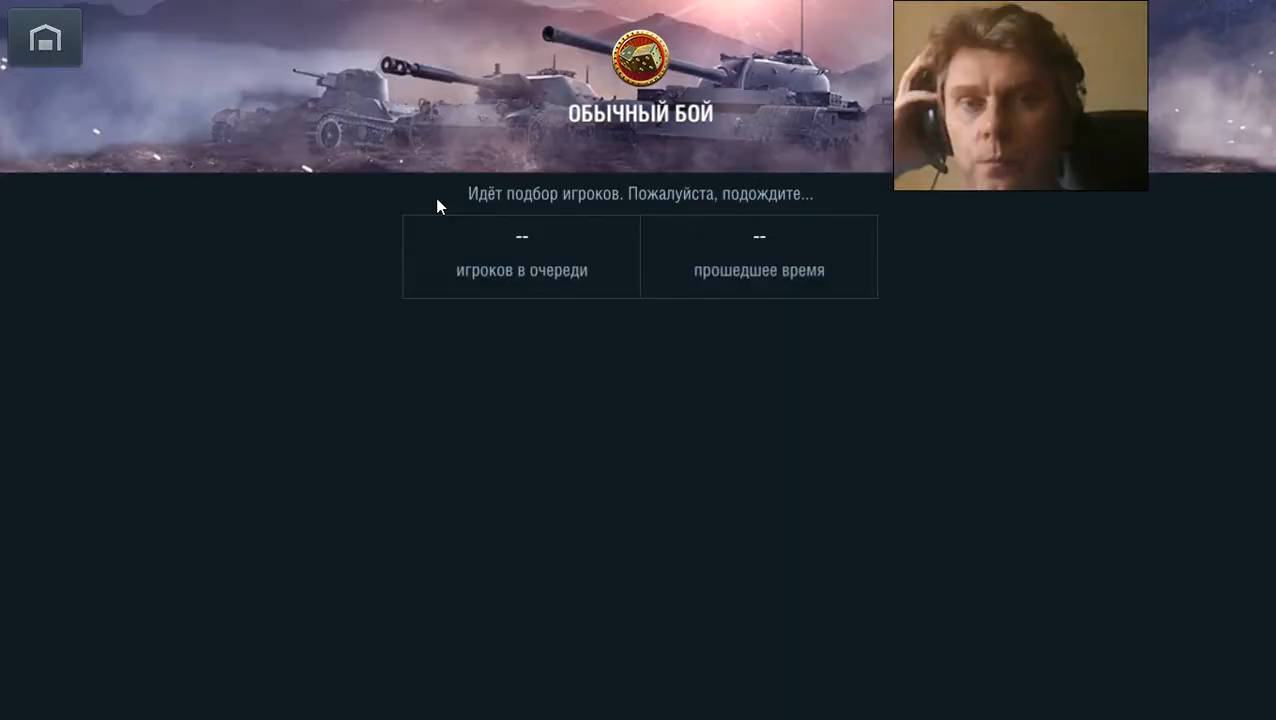 ОБЫЧНЫЙ БОЙ
Идёт подбор игроков. Пожалуйста, подождите...
--
--
игроков в очереди
прошедшее время